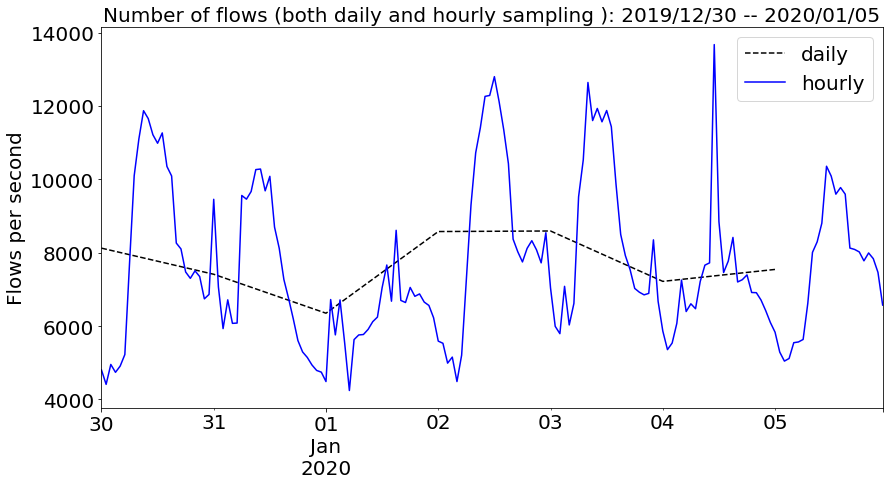 Number of flows (both daily and hourly sampling ): 2019/12/30 -- 2020/01/05
daily
hourly
Flows per second
14000
12000
10000
8000
6000
4000
30
31
01
02
03
04
05
Jan
2020